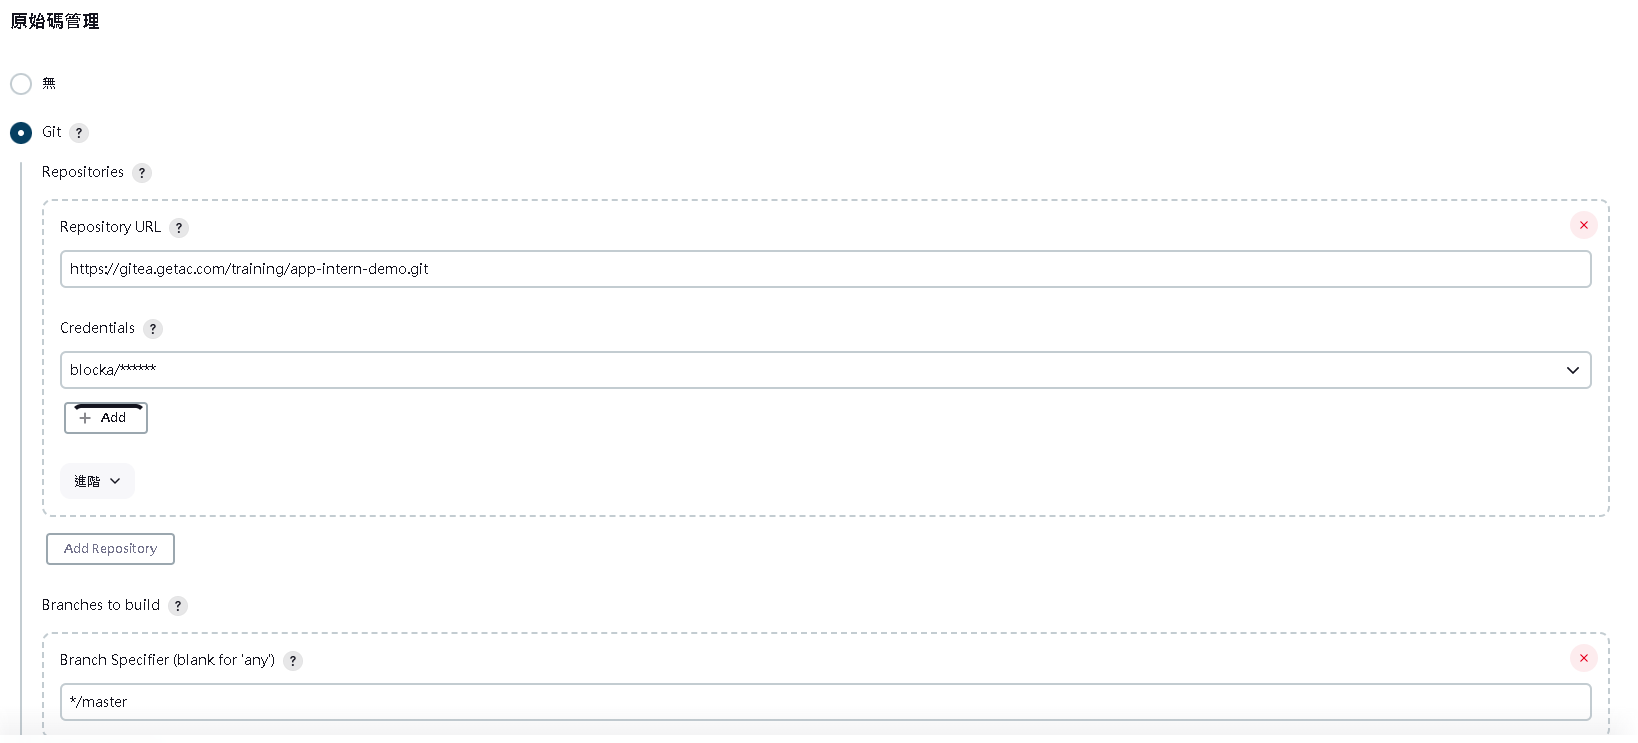 原始碼管理
無
Git ?
Repositories ?
Repository URL ?
https://gitea.getac.com/training/app-intern-demo.git
Credentials ?
blocka/******
+ Add
進階
Add Repository
Branches to build ?
Branch Specifier (blank for 'any') ?
*/master